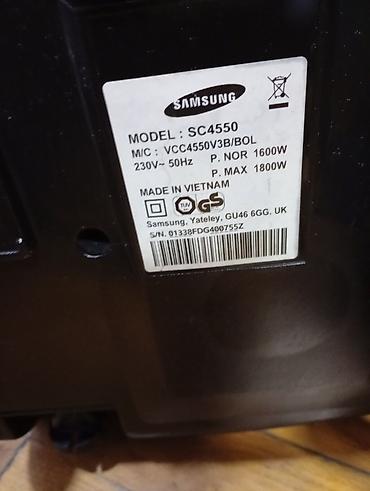 SAMSUNG
MODEL : SC4550
M/C : VCC4550V3B/BOL
230V~ 50Hz P. NOR 1600W
P. MAX 1800W
MADE IN VIETNAM
TUV GS
Samsung, Yateley, GU46 6GG. UK
S/N. 01338FDG400755Z